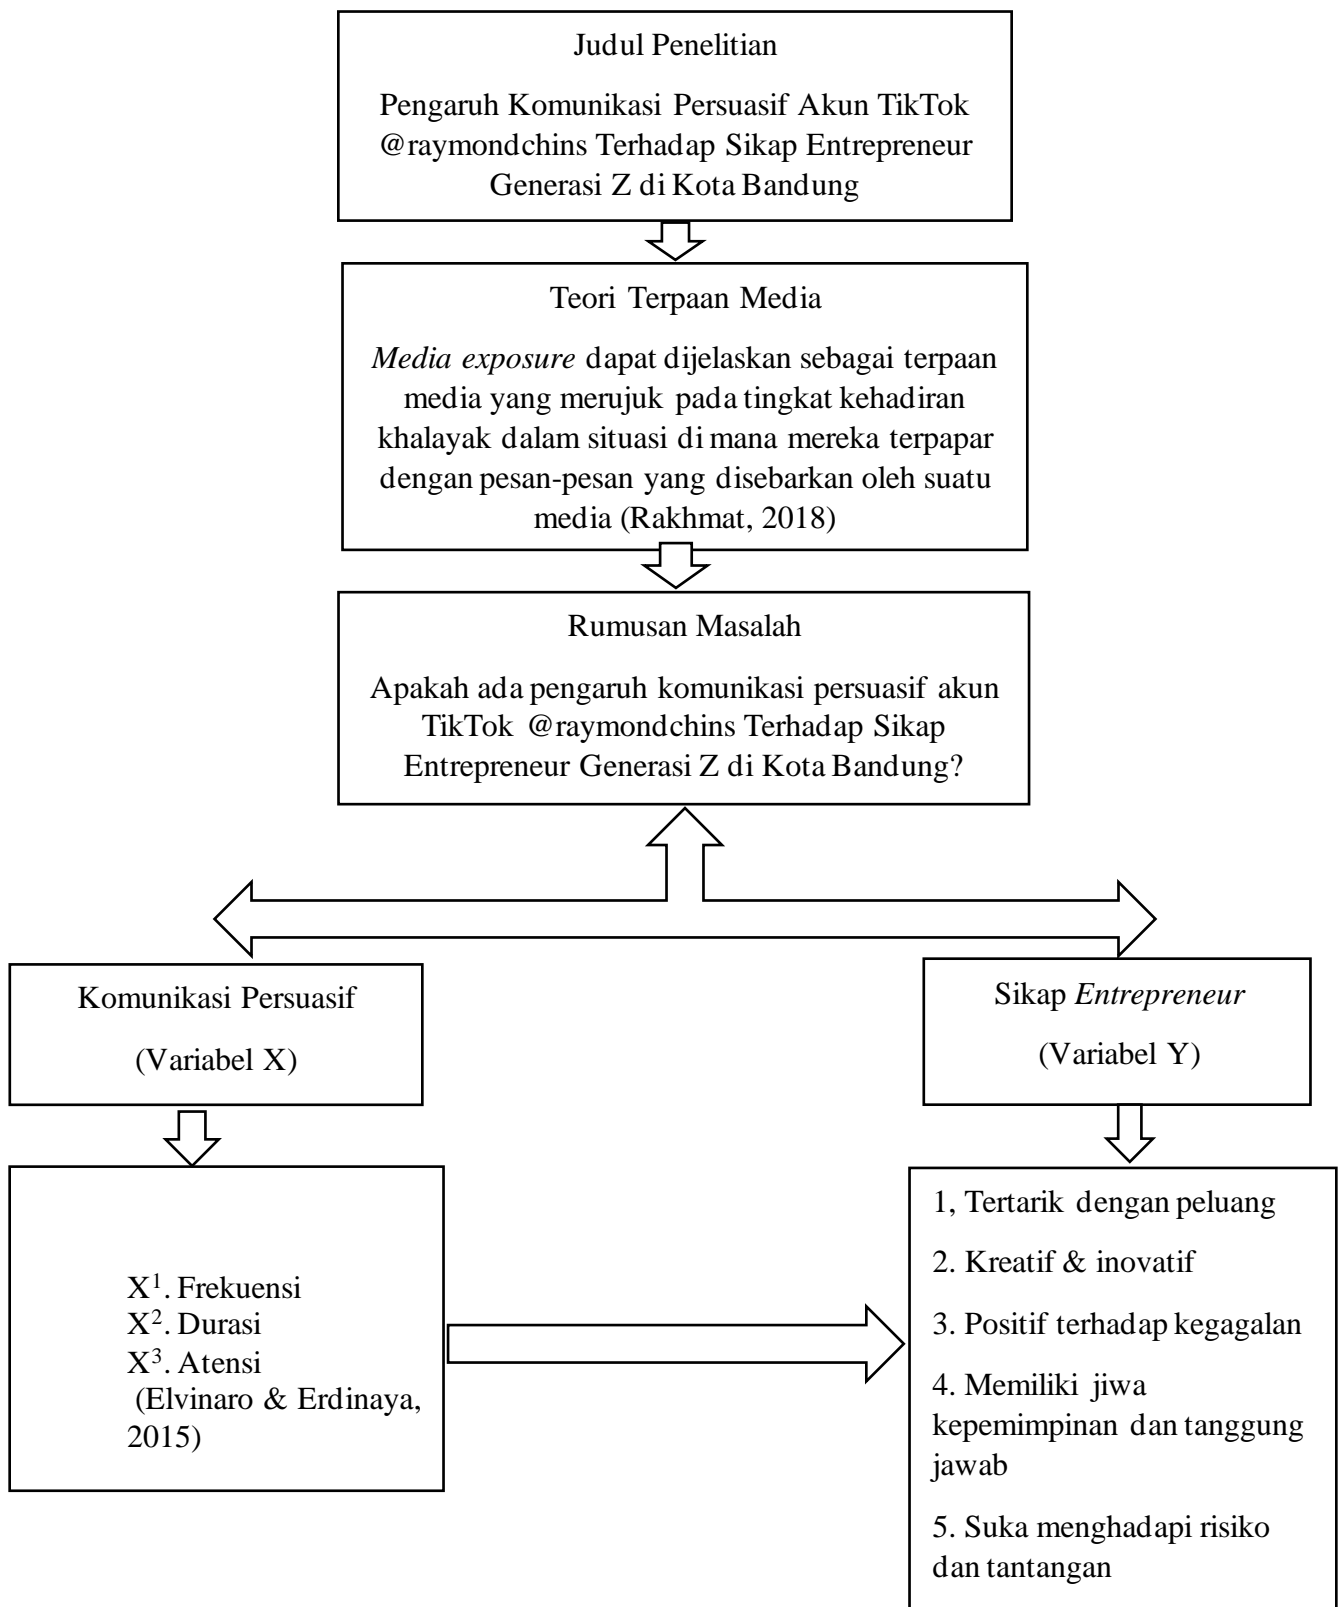 Judul Penelitian
Pengaruh Komunikasi Persuasif Akun TikTok
@raymondchins Terhadap Sikap Entrepreneur
Generasi Z di Kota Bandung
Teori Terpaan Media
Media exposure dapat dijelaskan sebagai terpaan
media yang merujuk pada tingkat kehadiran
khalayak dalam situasi di mana mereka terpapar
dengan pesan-pesan yang disebarkan oleh suatu
media (Rakhmat, 2018)
Rumusan Masalah
Apakah ada pengaruh komunikasi persuasif akun
TikTok @raymondchins Terhadap Sikap
Entrepreneur Generasi Z di Kota Bandung?
Komunikasi Persuasif
(Variabel X)
Sikap Entrepreneur
(Variabel Y)
X¹. Frekuensi
X². Durasi
X³. Atensi
(Elvinaro & Erdinaya,
2015)
1, Tertarik dengan peluang
2. Kreatif & inovatif
3. Positif terhadap kegagalan
4. Memiliki jiwa
kepemimpinan dan tanggung
jawab
5. Suka menghadapi risiko
dan tantangan